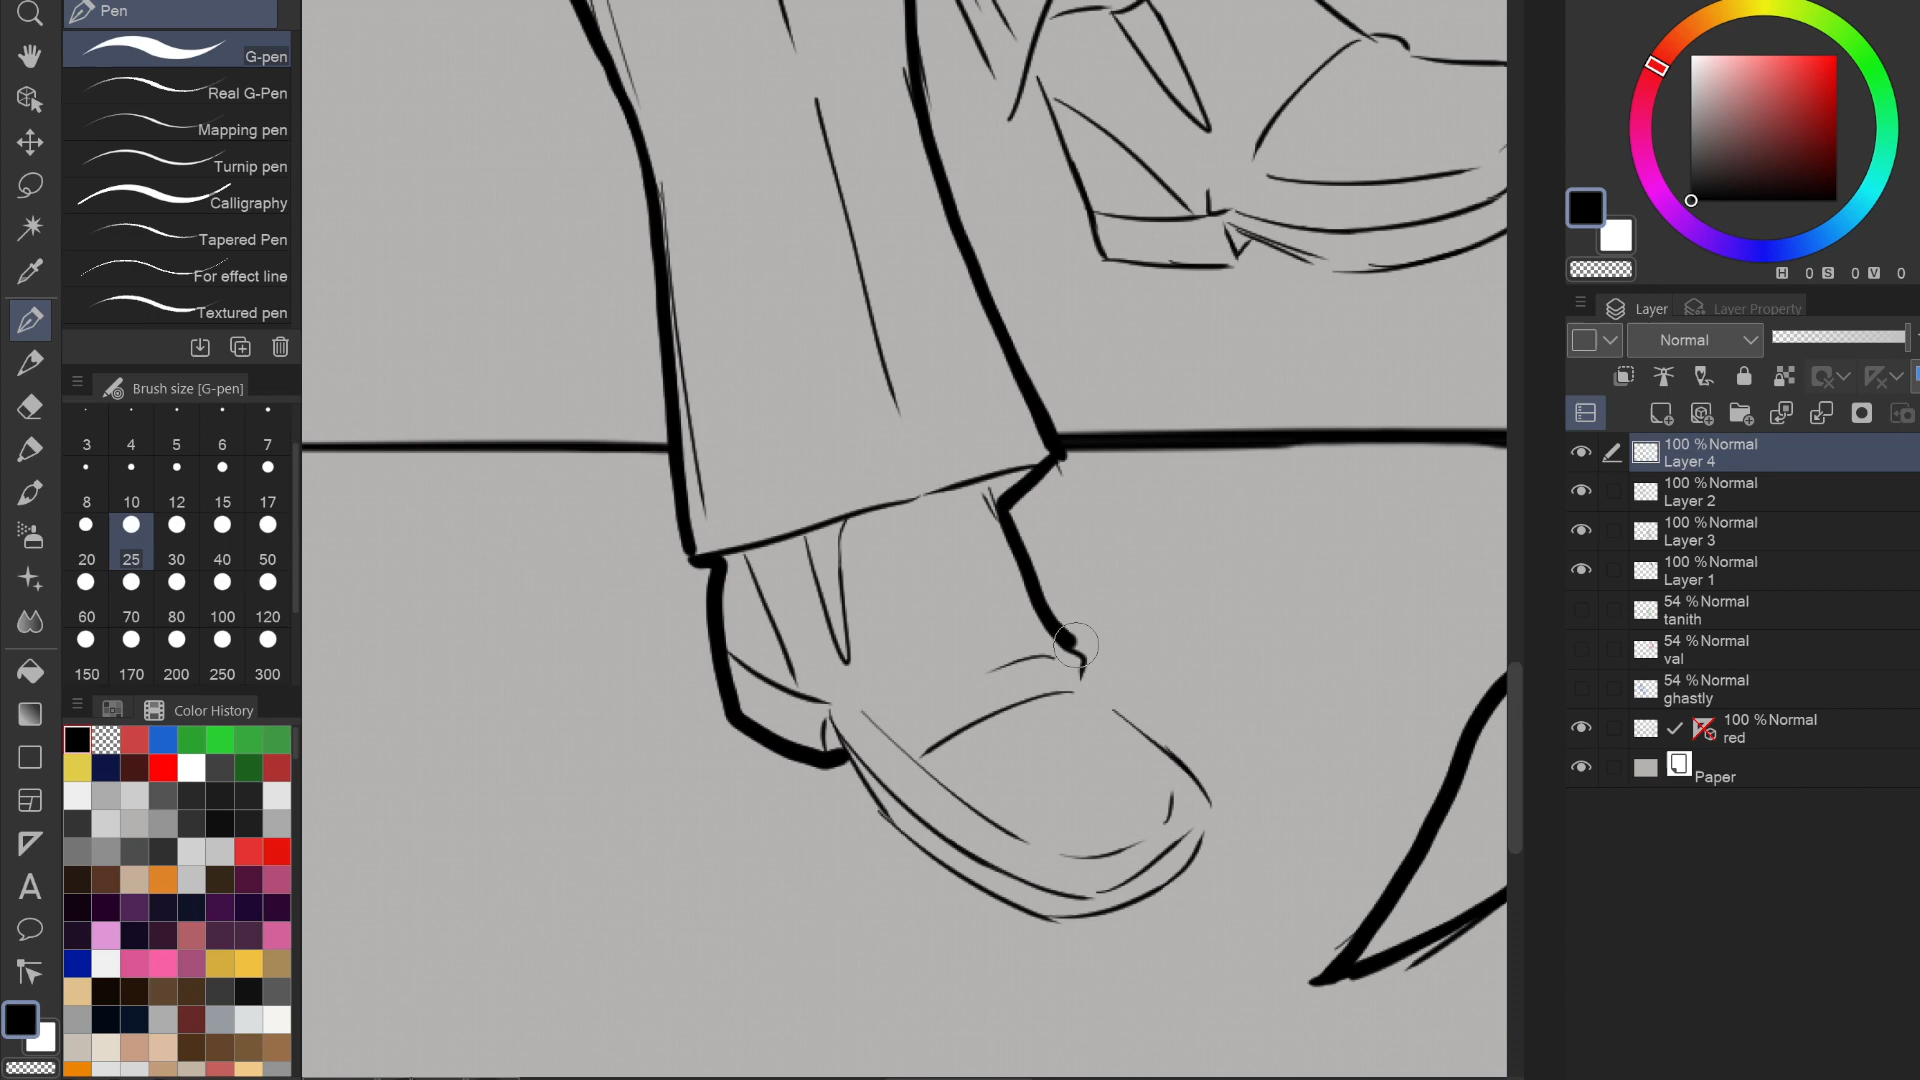 Pen
G-pen
Real G-Pen
Mapping pen
Turnip pen
Calligraphy
Tapered Pen
For effect line
Textured pen
Brush size [G-pen]
3 4 5 6 7
8 10 12 15 17
20 25 30 40 50
60 70 80 100 120
150 170 200 250 300
Color History
A
H 0 S 0 V 0
Layer Layer Property
Normal
100 % Normal
Layer 4
100 % Normal
Layer 2
100 % Normal
Layer 3
100 % Normal
Layer 1
54 % Normal
tanith
54 % Normal
val
54 % Normal
ghastly
100 % Normal
red
Paper